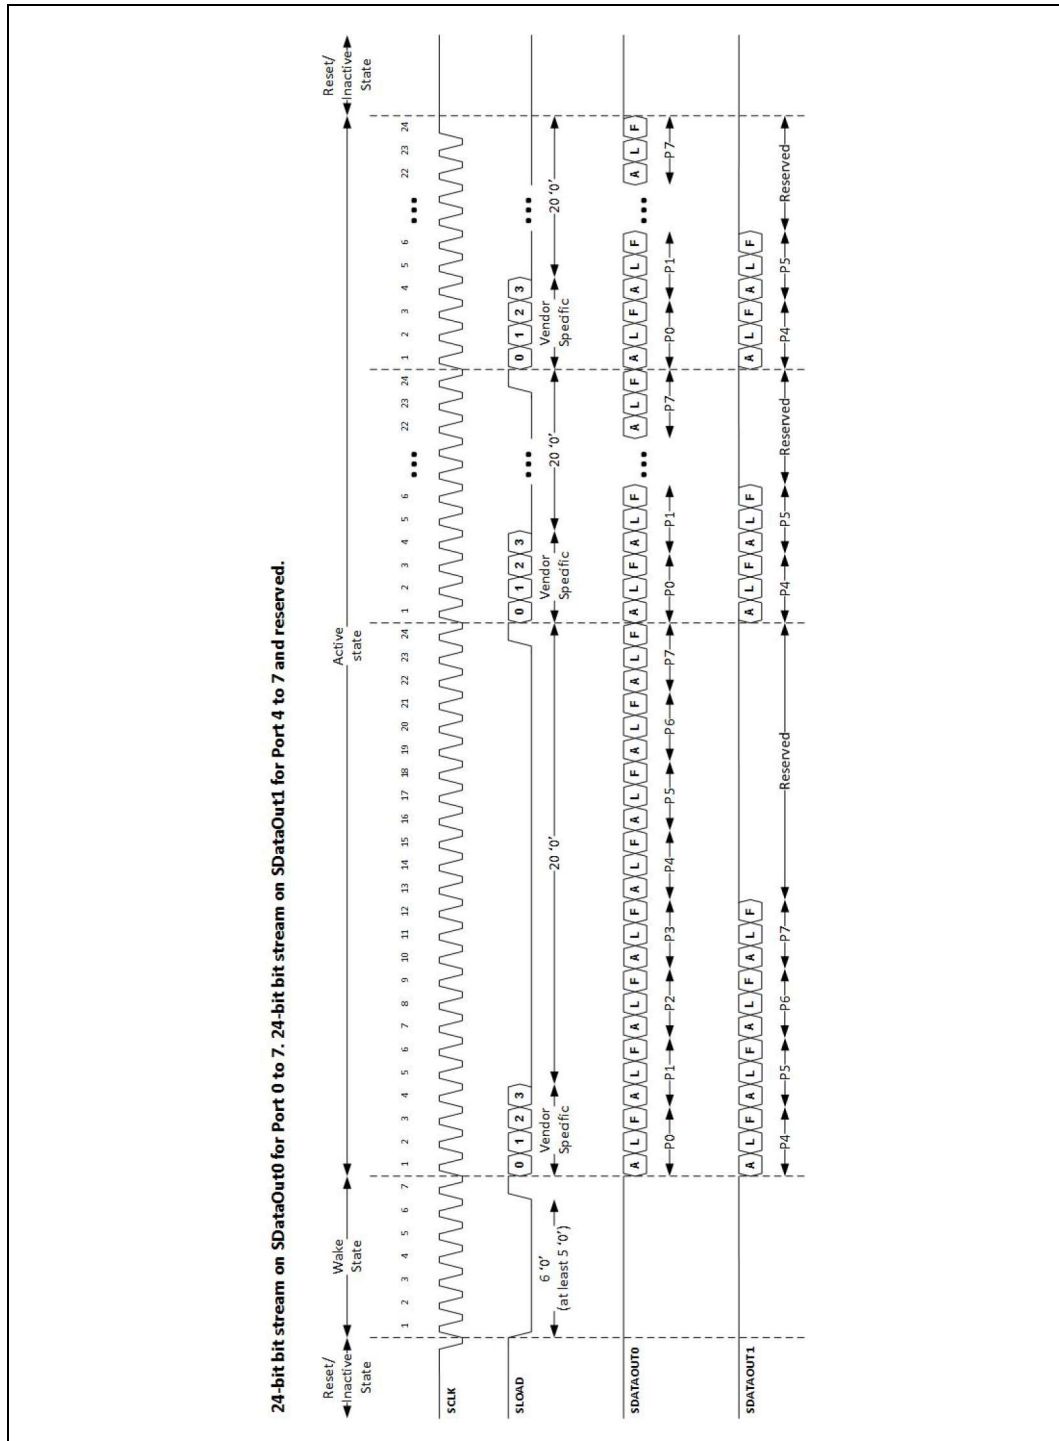 24-bit bit stream on SDataOut0 for Port 0 to 7. 24-bit bit stream on SDataOut1 for Port 4 to 7 and reserved.
Reset/ Inactive State
Wake State
Active state
Reset/ Inactive State
1 2 3 4 5 6 7 1 2 3 4 5 6 7 8 9 10 11 12 13 14 15 16 17 18 19 20 21 22 23 24 1 2 3 4 5 6 ... 22 23 24 1 2 3 4 5 6 ... 22 23 24
SCLK
SLOAD
0 1 2 3 0 1 2 3 ... 0 1 2 3 ...
6 '0' (at least 5 '0')
Vendor Specific
20 '0'
Vendor Specific
20 '0'
Vendor Specific
20 '0'
SDATAOUT0
A L F A L F A L F A L F A L F A L F A L F A L F A L F A L F ... A L F A L F A L F ... A L F
P0 P1 P2 P3 P4 P5 P6 P7 P0 P1 P7 P0 P1 P7
SDATAOUT1
A L F A L F A L F A L F A L F A L F A L F A L F
P4 P5 P6 P7 Reserved P4 P5 Reserved P4 P5 Reserved